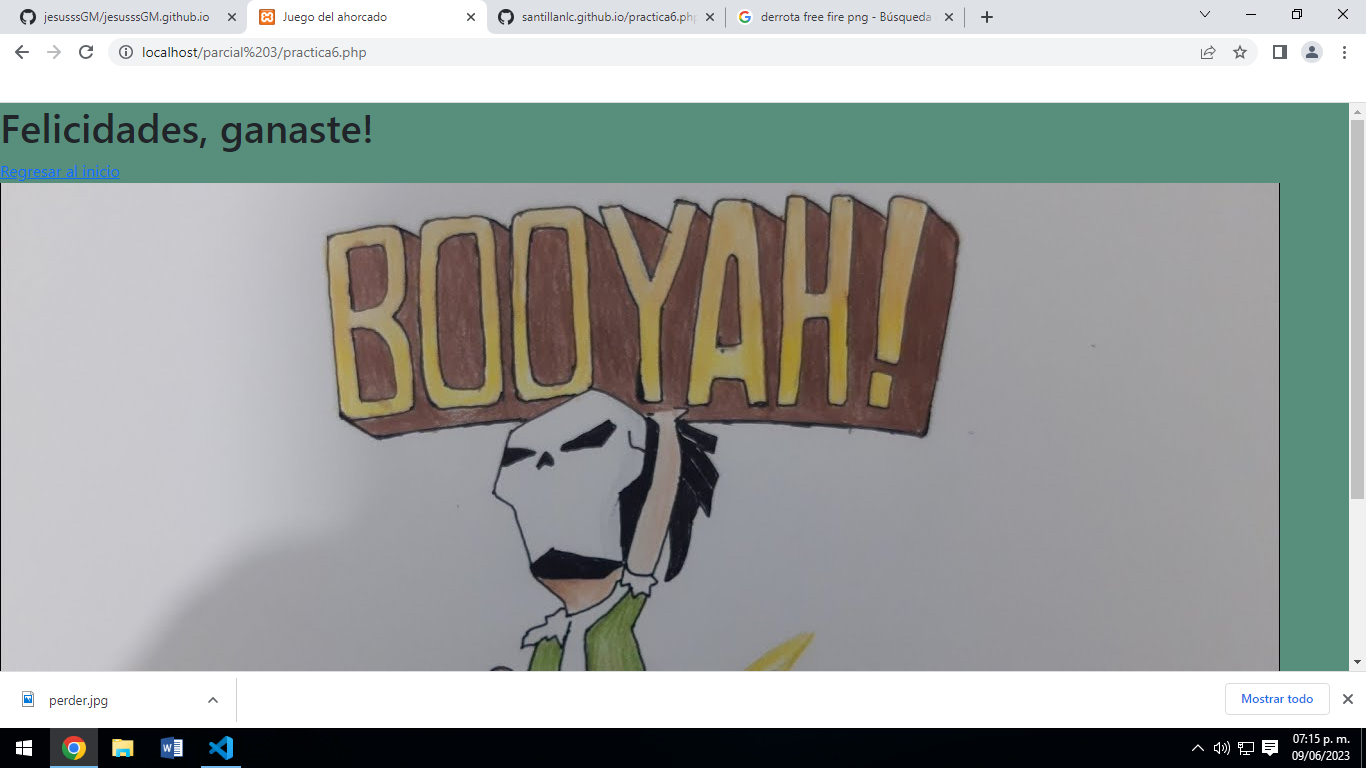 jesusssGM/jesusssGM.github.io
Juego del ahorcado
santillanlc.github.io/practica6.php
derrota free fire png - Búsqueda
localhost/parcial%203/practica6.php
Felicidades, ganaste!
Regresar al inicio
BOOYAH!
perder.jpg
Mostrar todo
07:15 p. m.
09/06/2023